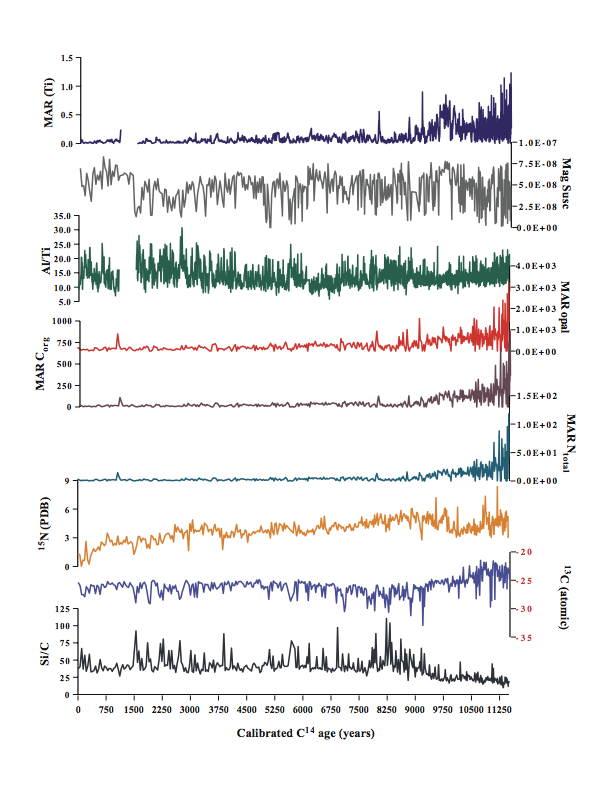 1.5
1.0
0.5
0.0
MAR (Ti)
1.0E-07
7.5E-08
5.0E-08
2.5E-08
0.0E+00
Mag Susc
35.0
30.0
25.0
20.0
15.0
10.0
5.0
Al/Ti
4.0E+03
3.0E+03
2.0E+03
1.0E+03
0.0E+00
MAR opal
1000
750
500
250
0
MAR Corg
1.5E+02
1.0E+02
5.0E+01
0.0E+00
MAR Ntotal
9
6
3
0
15N (PDB)
-20
-25
-30
-35
13C (atomic)
125
100
75
50
25
0
Si/C
0 750 1500 2250 3000 3750 4500 5250 6000 6750 7500 8250 9000 9750 10500 11250
Calibrated C14 age (years)